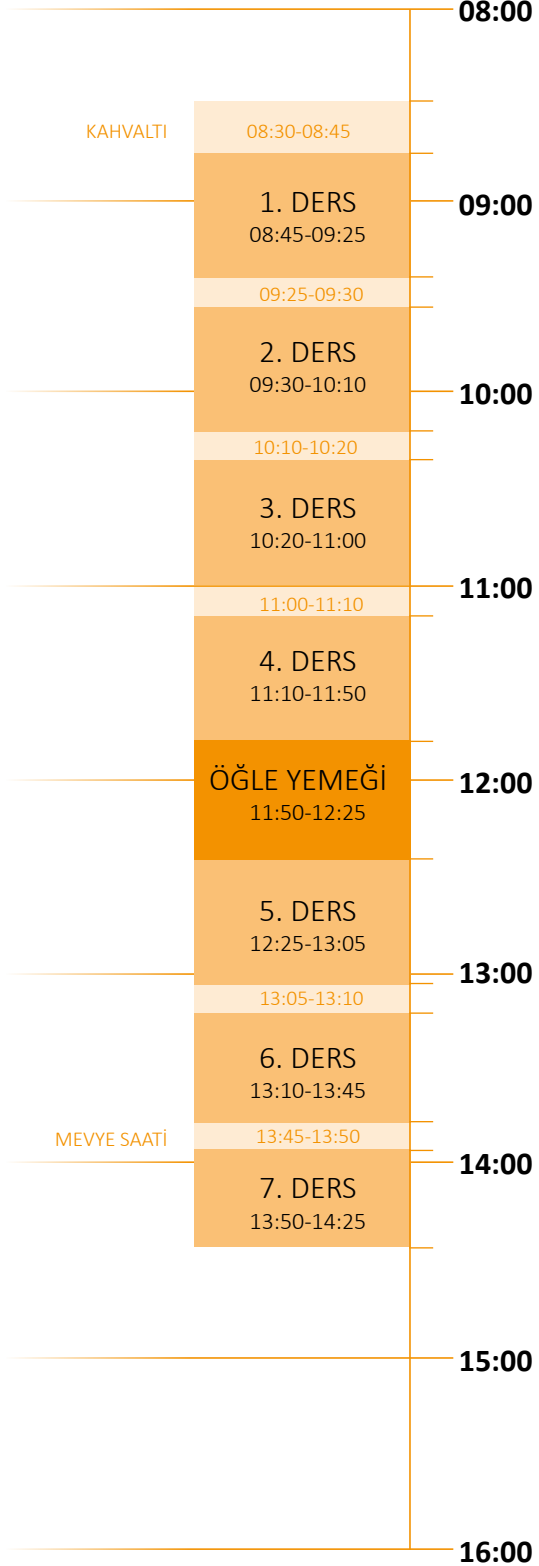 08:00
KAHVALTI 08:30-08:45
1. DERS
09:00
08:45-09:25
09:25-09:30
2. DERS
09:30-10:10
10:00
10:10-10:20
3. DERS
10:20-11:00
11:00
11:00-11:10
4. DERS
11:10-11:50
ÖĞLE YEMEĞİ
12:00
11:50-12:25
5. DERS
12:25-13:05
13:00
13:05-13:10
6. DERS
13:10-13:45
MEVYE SAATİ 13:45-13:50
14:00
7. DERS
13:50-14:25
15:00
16:00